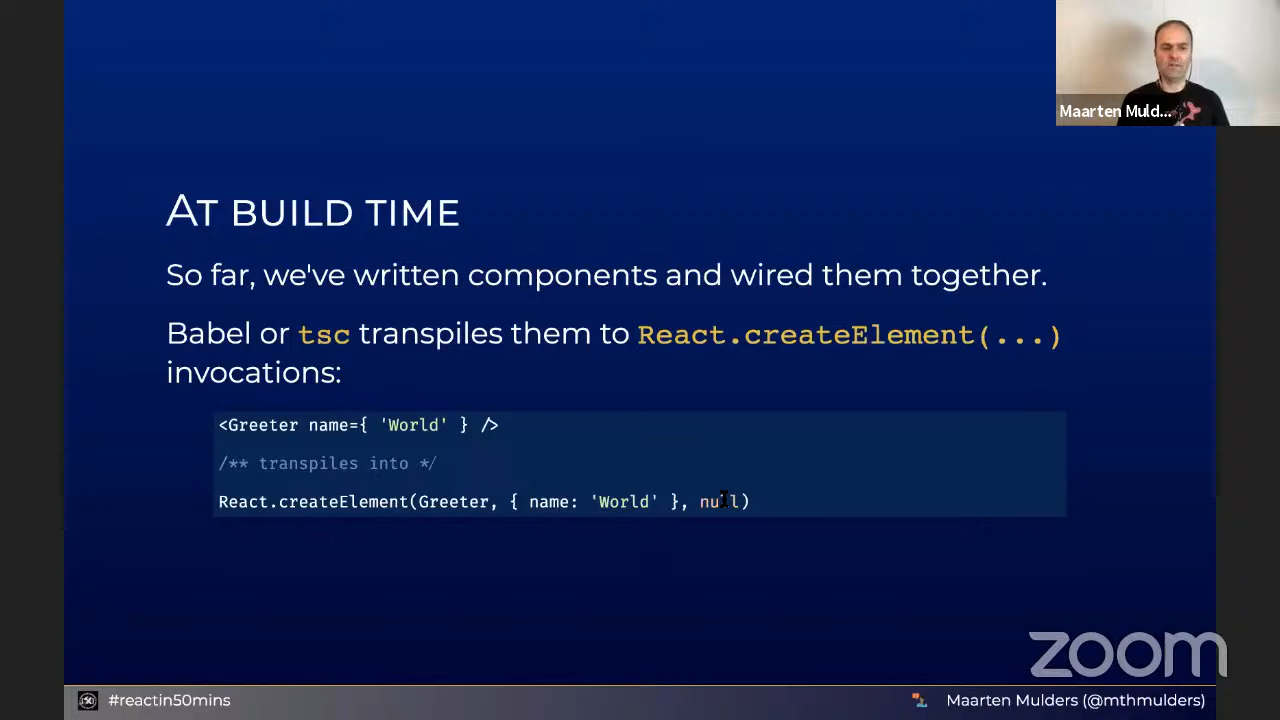 Maarten Muld...
AT BUILD TIME
So far, we've written components and wired them together.
Babel or tsc transpiles them to React.createElement(...)
invocations:
<Greeter name={ 'World' } />
/** transpiles into */
React.createElement(Greeter, { name: 'World' }, null)
zoom
#reactin50mins
Maarten Mulders (@mthmulders)